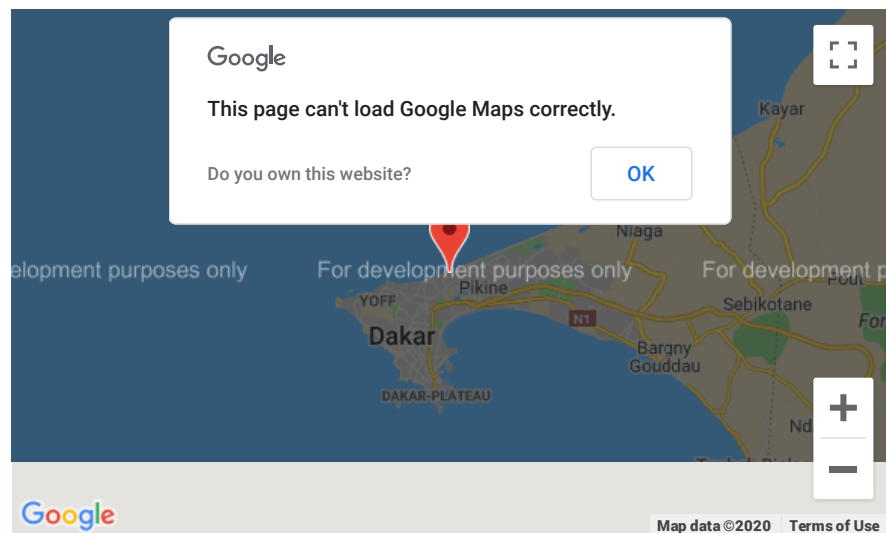 Google
This page can't load Google Maps correctly.
Do you own this website?
OK
Kayar
Niaga
elopment purposes only
For development purposes only
For development p
Pout
Pikine
YOFF
Sebikotane
N1
For
Dakar
Bargny
Gouddau
DAKAR-PLATEAU
Nd
Google
Map data ©2020
Terms of Use